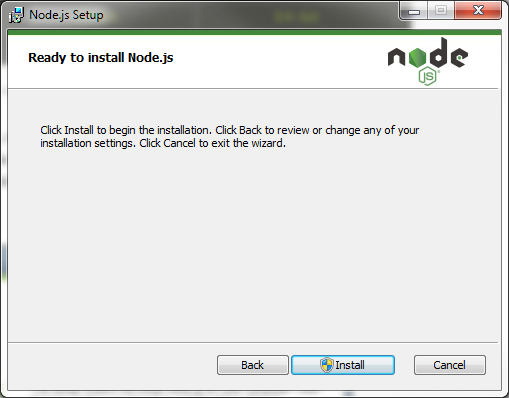 Node.js Setup
Ready to install Node.js
node
JS
Click Install to begin the installation. Click Back to review or change any of your
installation settings. Click Cancel to exit the wizard.
Back
Install
Cancel